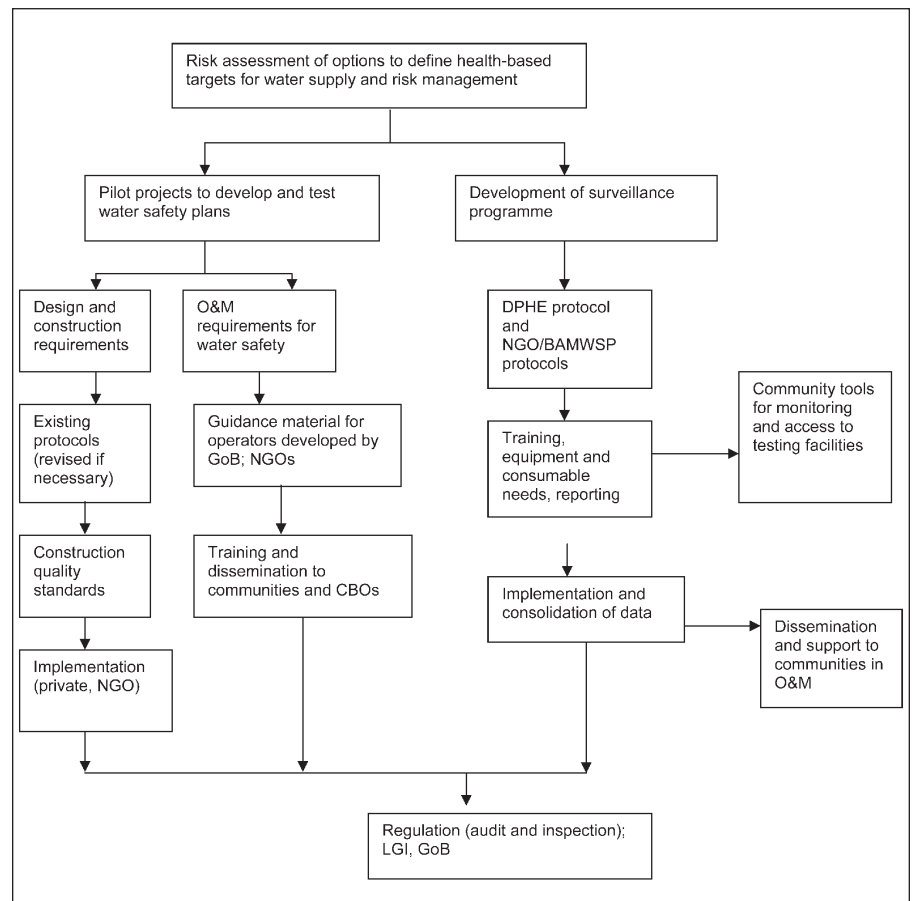 Risk assessment of options to define health-based
targets for water supply and risk management
Pilot projects to develop and test
water safety plans
Development of surveillance
programme
Design and
construction
requirements
O&M
requirements for
water safety
DPHE protocol
and
NGO/BAMWSP
protocols
Community tools
for monitoring
and access to
testing facilities
Existing
protocols
(revised if
necessary)
Guidance material for
operators developed by
GoB; NGOs
Training,
equipment and
consumable
needs, reporting
Construction
quality
standards
Training and
dissemination to
communities and CBOs
Implementation and
consolidation of data
Dissemination
and support to
communities in
O&M
Implementation
(private, NGO)
Regulation (audit and inspection);
LGI, GoB